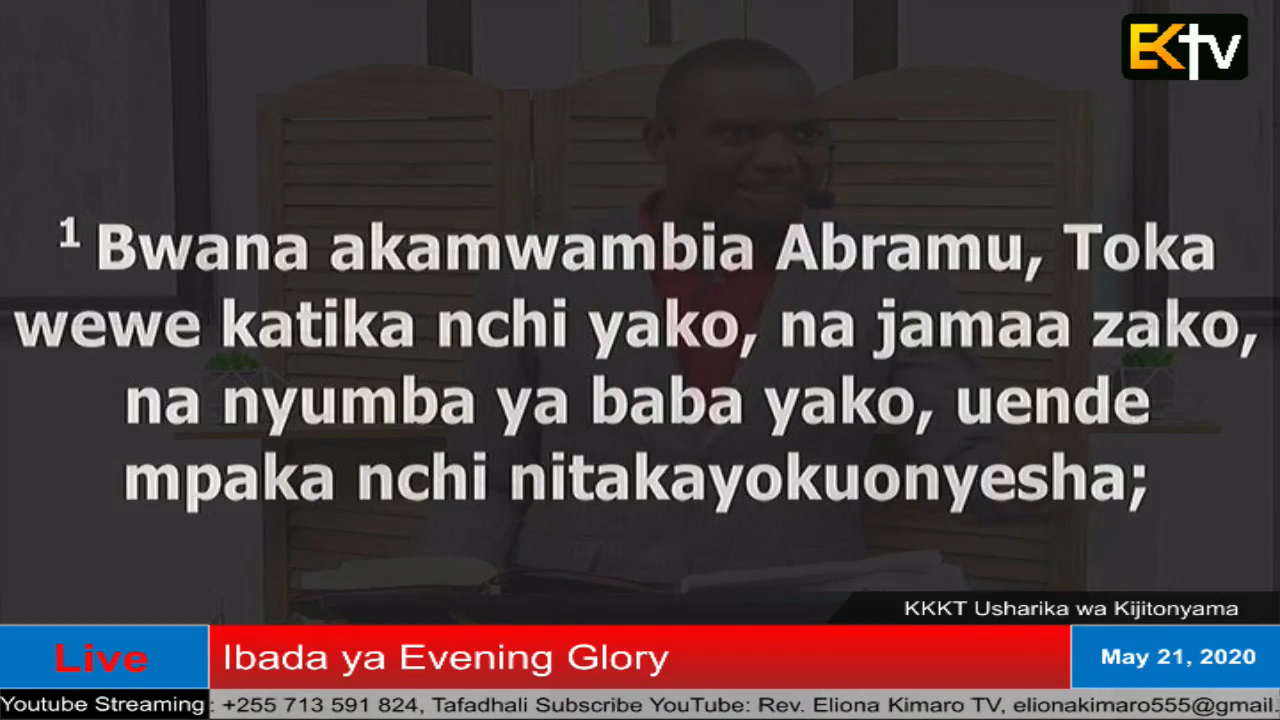 EKTV
1 Bwana akamwambia Abramu, Toka
wewe katika nchi yako, na jamaa zako,
na nyumba ya baba yako, uende
mpaka nchi nitakayokuonyesha;
KKKT Usharika wa Kijitonyama
Live
Ibada ya Evening Glory
May 21, 2020
Youtube Streaming : +255 713 591 824, Tafadhali Subscribe YouTube: Rev. Eliona Kimaro TV, elionakimaro555@gmail.